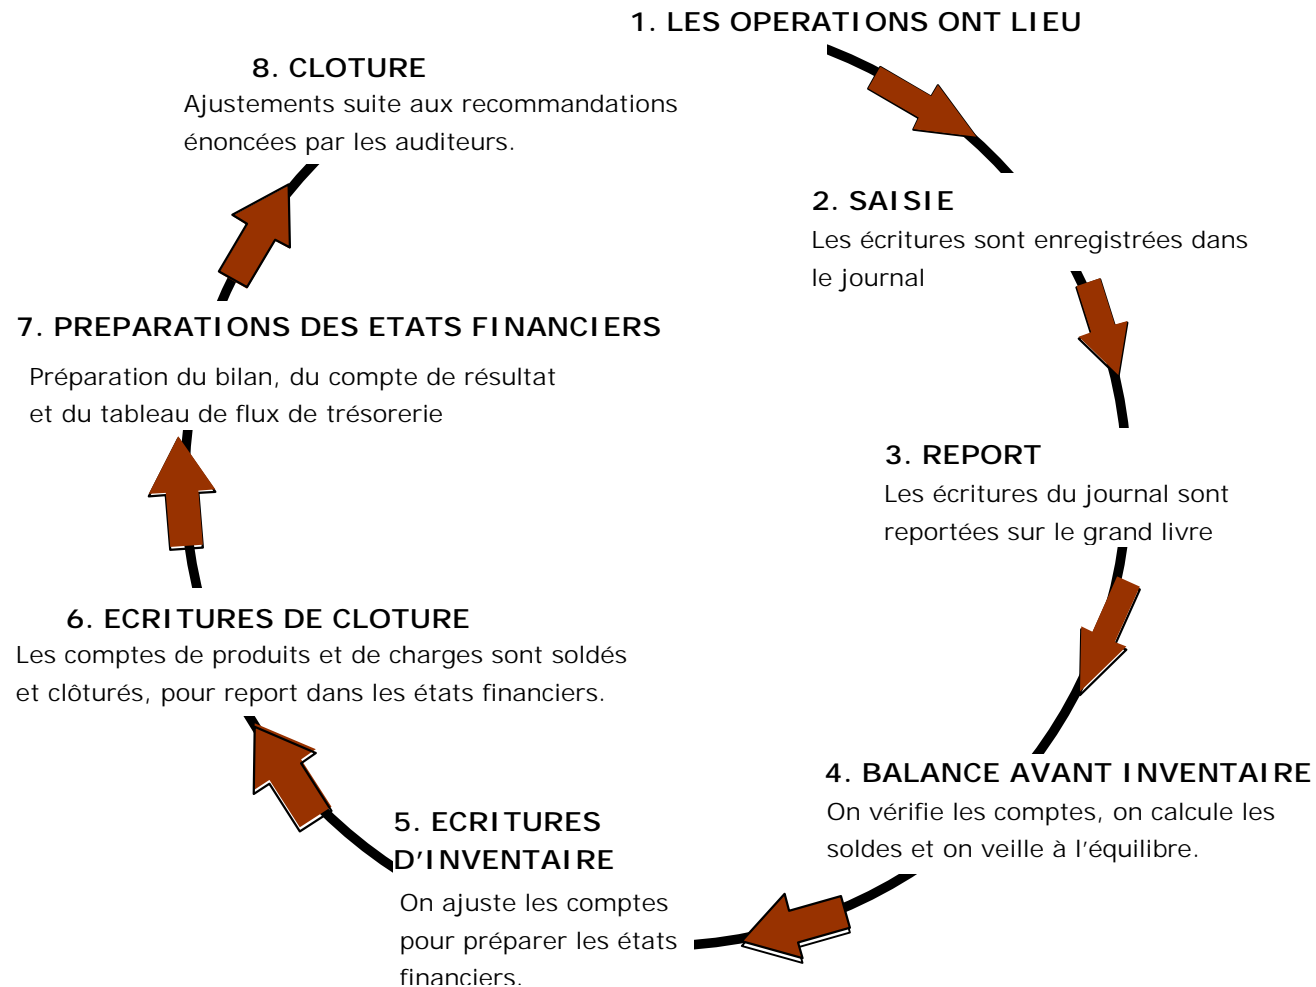 1. LES OPERATIONS ONT LIEU
2. SAISIE
Les écritures sont enregistrées dans
le journal
3. REPORT
Les écritures du journal sont
reportées sur le grand livre
4. BALANCE AVANT INVENTAIRE
On vérifie les comptes, on calcule les
soldes et on veille à l’équilibre.
5. ECRITURES
D’INVENTAIRE
On ajuste les comptes
pour préparer les états
financiers.
6. ECRITURES DE CLOTURE
Les comptes de produits et de charges sont soldés
et clôturés, pour report dans les états financiers.
7. PREPARATIONS DES ETATS FINANCIERS
Préparation du bilan, du compte de résultat
et du tableau de flux de trésorerie
8. CLOTURE
Ajustements suite aux recommandations
énoncées par les auditeurs.